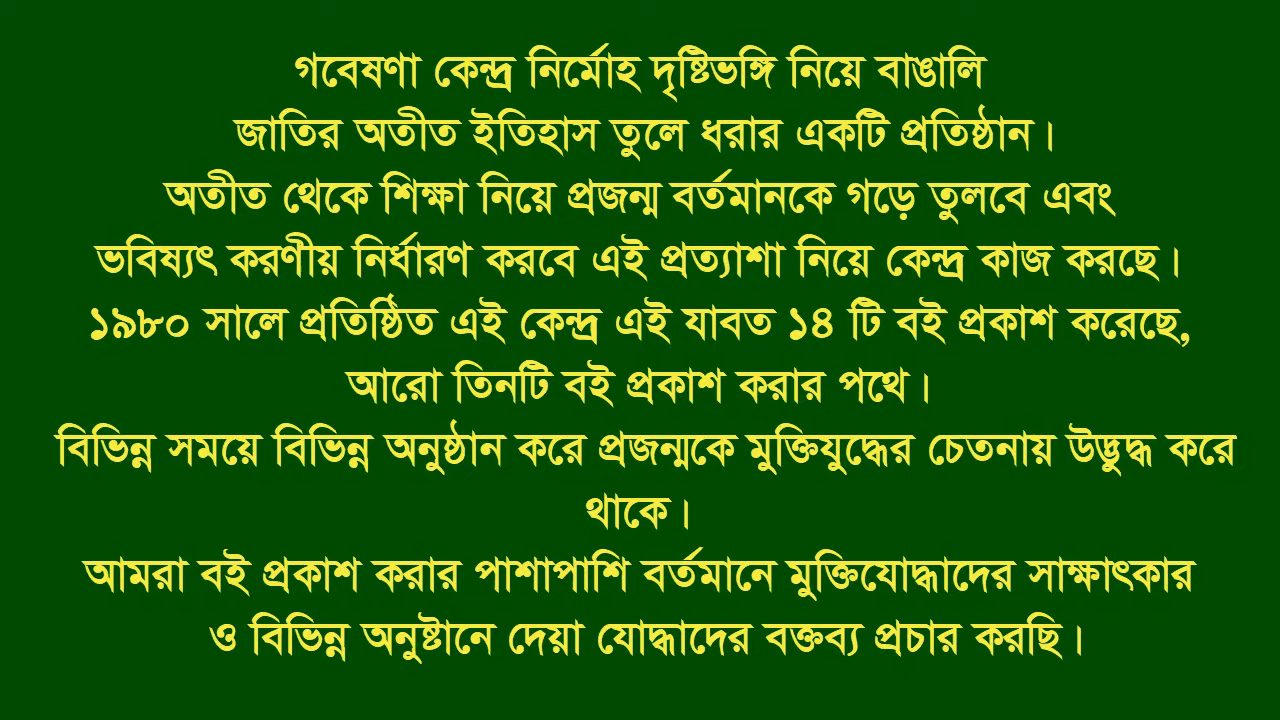 গবেষণা কেন্দ্র নির্মোহ দৃষ্টিভঙ্গি নিয়ে বাঙালি
জাতির অতীত ইতিহাস তুলে ধরার একটি প্রতিষ্ঠান।
অতীত থেকে শিক্ষা নিয়ে প্রজন্ম বর্তমানকে গড়ে তুলবে এবং
ভবিষ্যৎ করণীয় নির্ধারণ করবে এই প্রত্যাশা নিয়ে কেন্দ্র কাজ করছে।
১৯৮০ সালে প্রতিষ্ঠিত এই কেন্দ্র এই যাবত ১৪ টি বই প্রকাশ করেছে,
আরো তিনটি বই প্রকাশ করার পথে।
বিভিন্ন সময়ে বিভিন্ন অনুষ্ঠান করে প্রজন্মকে মুক্তিযুদ্ধের চেতনায় উদ্ভুদ্ধ করে
থাকে।
আমরা বই প্রকাশ করার পাশাপাশি বর্তমানে মুক্তিযোদ্ধাদের সাক্ষাৎকার
ও বিভিন্ন অনুষ্টানে দেয়া যোদ্ধাদের বক্তব্য প্রচার করছি।